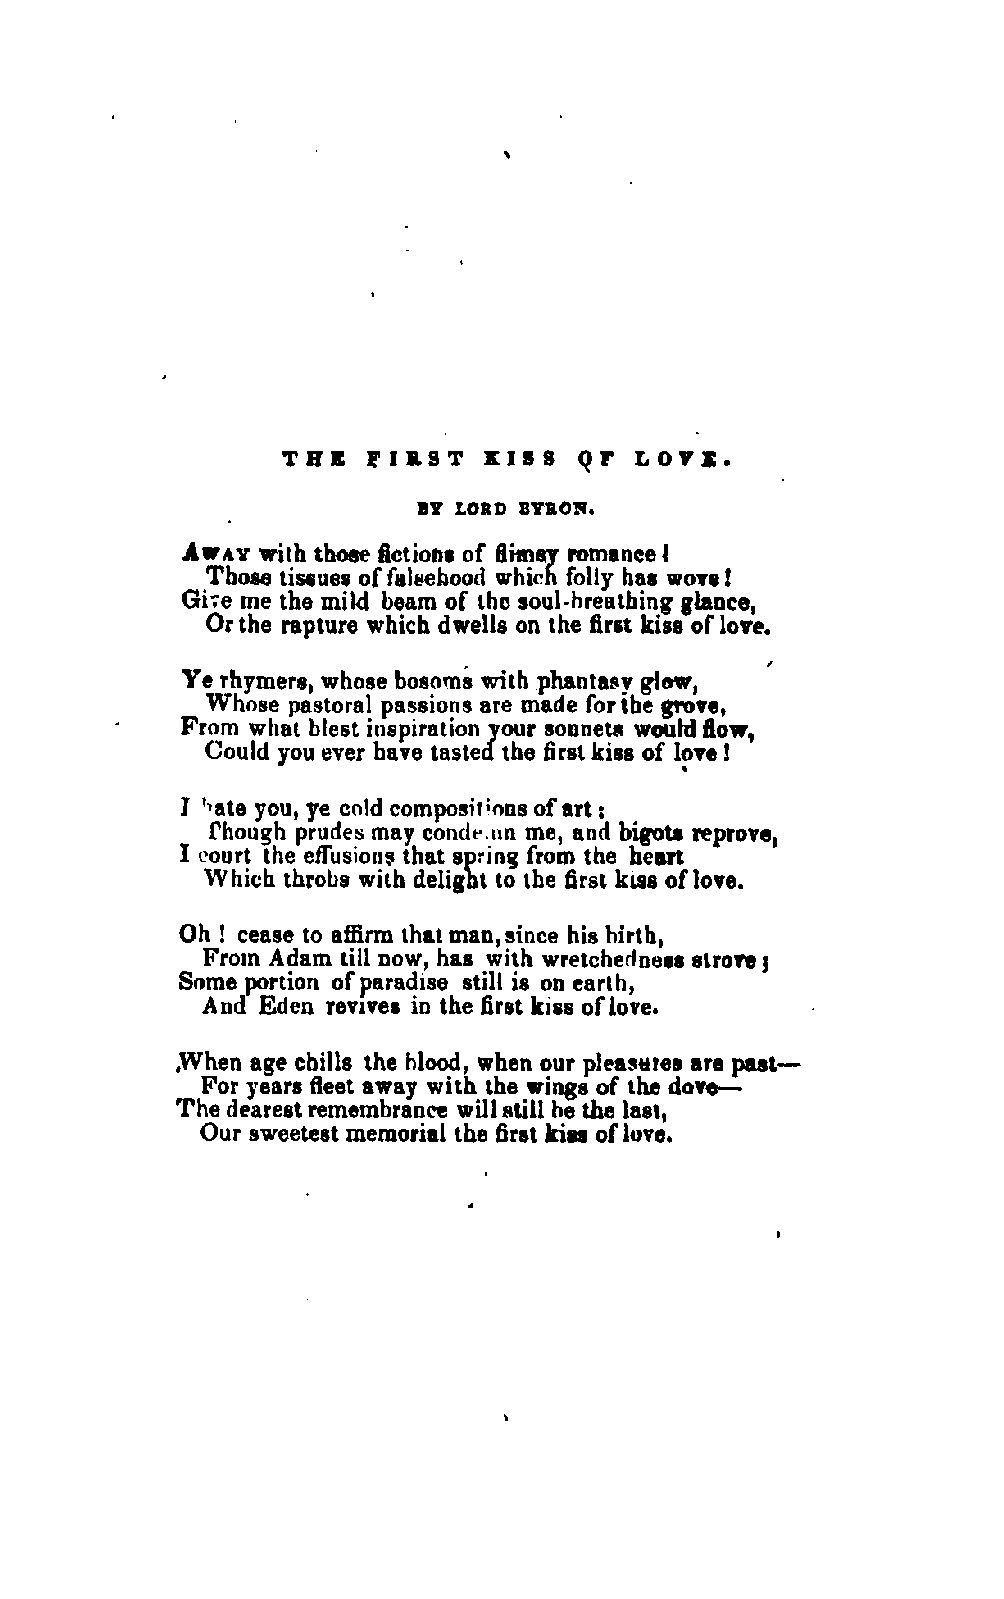 THE FIRST KISS OF LOVE.
BY LORD BYRON.
AWAY with those fictions of flimsy romance!
Those tissues of falsehood which folly has wove!
Give me the mild beam of the soul-breathing glance,
Or the rapture which dwells on the first kiss of love.
Ye rhymers, whose bosoms with phantasy glow,
Whose pastoral passions are made for the grove,
From what blest inspiration your sonnets would flow,
Could you ever have tasted the first kiss of love!
I hate you, ye cold compositions of art;
Though prudes may condemn me, and bigots reprove,
I court the effusions that spring from the heart
Which throbs with delight to the first kiss of love.
Oh! cease to affirm that man, since his birth,
From Adam till now, has with wretchedness strove;
Some portion of paradise still is on earth,
And Eden revives in the first kiss of love.
When age chills the blood, when our pleasures are past—
For years fleet away with the wings of the dove—
The dearest remembrance will still be the last,
Our sweetest memorial the first kiss of love.